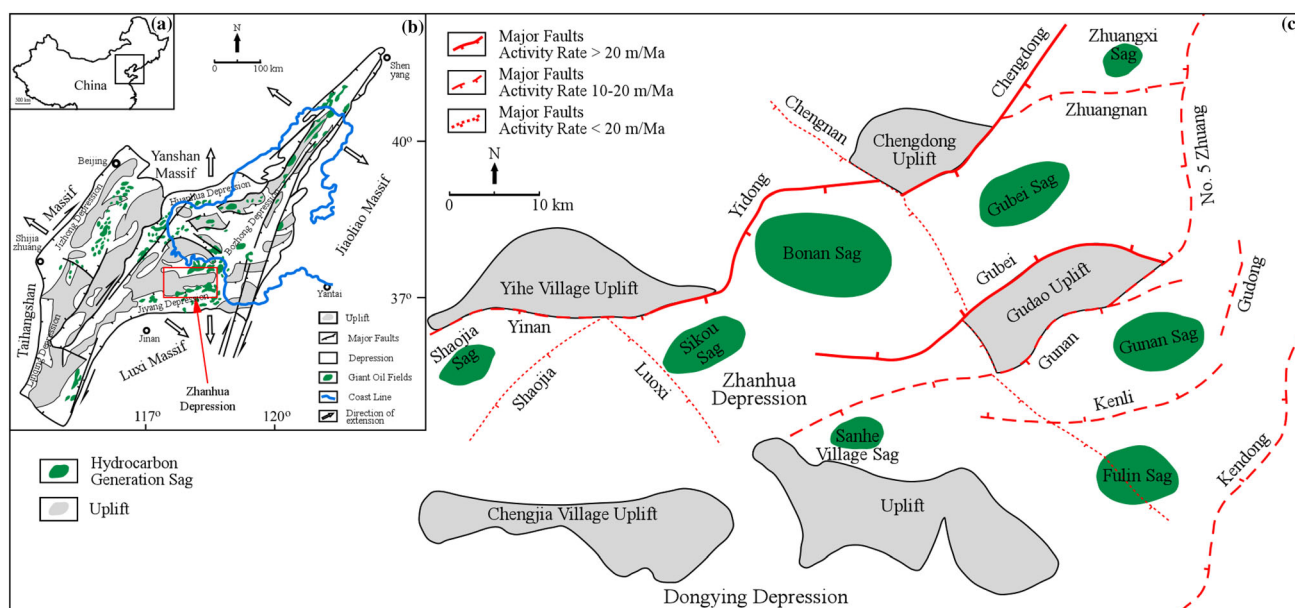 (a)
China
500 km
(b)
N
0 100 km
Shen
yang
40°
Beijing
Yanshan
Massif
Huanhua Depression
Massif
Jizhong Depression
Bozhong Depression
Jiaoliao Massif
Shijia
zhuang
37°
Yantai
Jiyang Depression
Jinan
Luxi Massif
Taihangshan
Zhanhua
Depression
117°
120°
Uplift
Major Faults
Depression
Giant Oil Fields
Coast Line
Direction of
extension
Hydrocarbon
Generation Sag
Uplift
(c)
Major Faults
Activity Rate > 20 m/Ma
Major Faults
Activity Rate 10-20 m/Ma
Major Faults
Activity Rate < 20 m/Ma
N
0 10 km
Chengdong
Zhuangxi
Sag
Zhuangnan
Chengnan
Chengdong
Uplift
No. 5 Zhuang
Gubei Sag
Yidong
Bonan Sag
Gubei
Gudao Uplift
Gudong
Yihe Village Uplift
Yinan
Shaojia
Sag
Sikou
Sag
Gunan
Gunan Sag
Shaojia
Luoxi
Zhanhua
Depression
Kenli
Sanhe
Village Sag
Fulin Sag
Kendong
Chengjia Village Uplift
Uplift
Dongying Depression